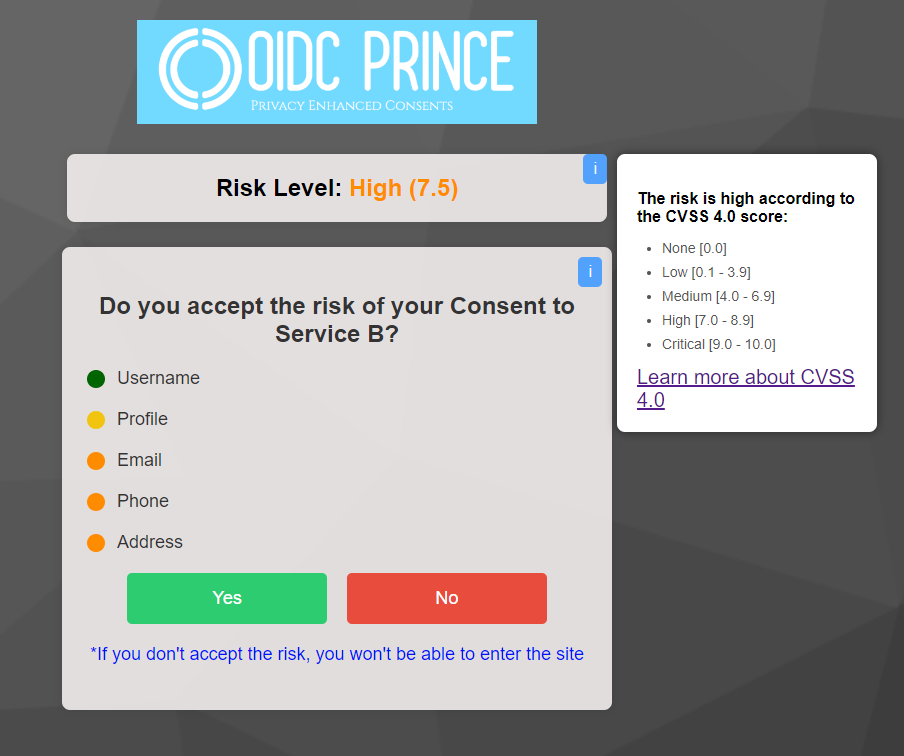 OIDC PRINCE
Privacy Enhanced Consents
Risk Level: High (7.5)
i
The risk is high according to
the CVSS 4.0 score:
None [0.0]
Low [0.1 - 3.9]
Medium [4.0 - 6.9]
High [7.0 - 8.9]
Critical [9.0 - 10.0]
Learn more about CVSS
4.0
i
Do you accept the risk of your Consent to
Service B?
Username
Profile
Email
Phone
Address
Yes
No
*If you don't accept the risk, you won't be able to enter the site